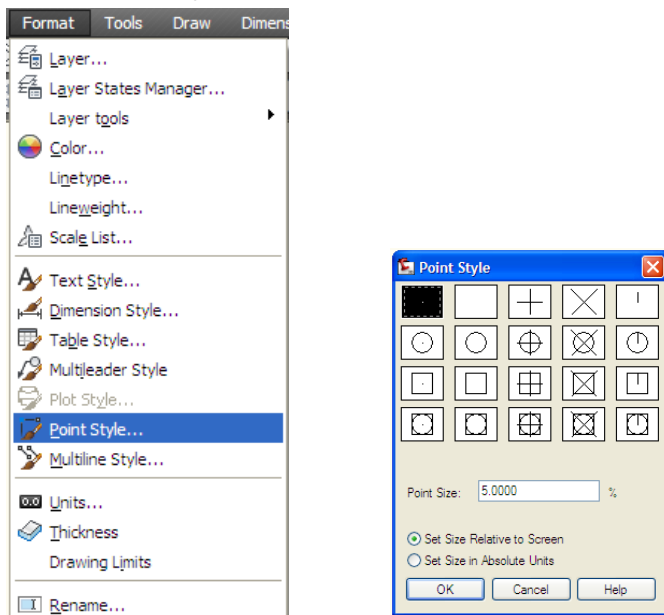 Format Tools Draw Dimens
Layer...
Layer States Manager...
Layer tools
Color...
Linetype...
Lineweight...
Scale List...
Text Style...
Dimension Style...
Table Style...
Multileader Style
Plot Style...
Point Style...
Multiline Style...
0.0 Units...
Thickness
Drawing Limits
Rename...
Point Style
Point Size: 5.0000 %
Set Size Relative to Screen
Set Size in Absolute Units
OK Cancel Help